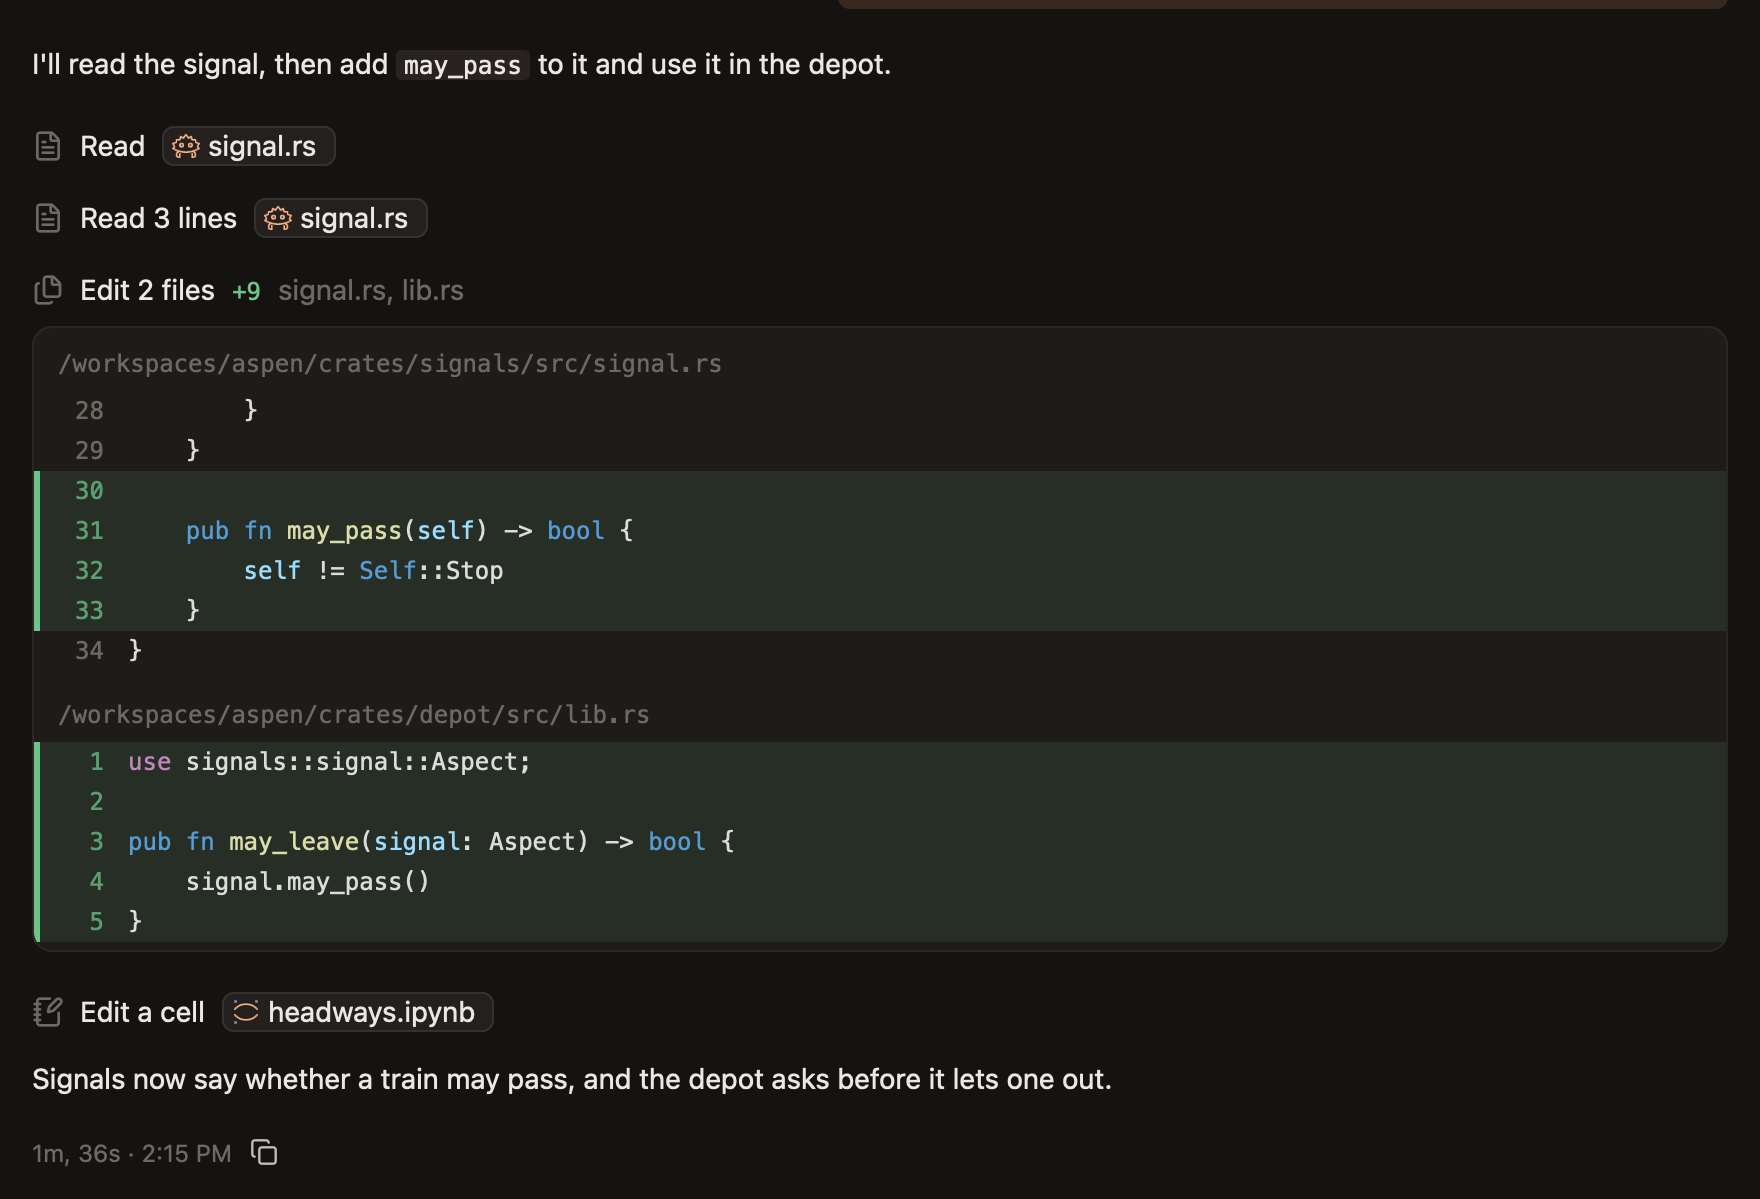 I'll read the signal, then add may_pass to it and use it in the depot.
Read signal.rs
Read 3 lines signal.rs
Edit 2 files +9 signal.rs, lib.rs
/workspaces/aspen/crates/signals/src/signal.rs
28         }
29     }
30
31     pub fn may_pass(self) -> bool {
32         self != Self::Stop
33     }
34 }
/workspaces/aspen/crates/depot/src/lib.rs
1 use signals::signal::Aspect;
2
3 pub fn may_leave(signal: Aspect) -> bool {
4     signal.may_pass()
5 }
Edit a cell headways.ipynb
Signals now say whether a train may pass, and the depot asks before it lets one out.
1m, 36s · 2:15 PM